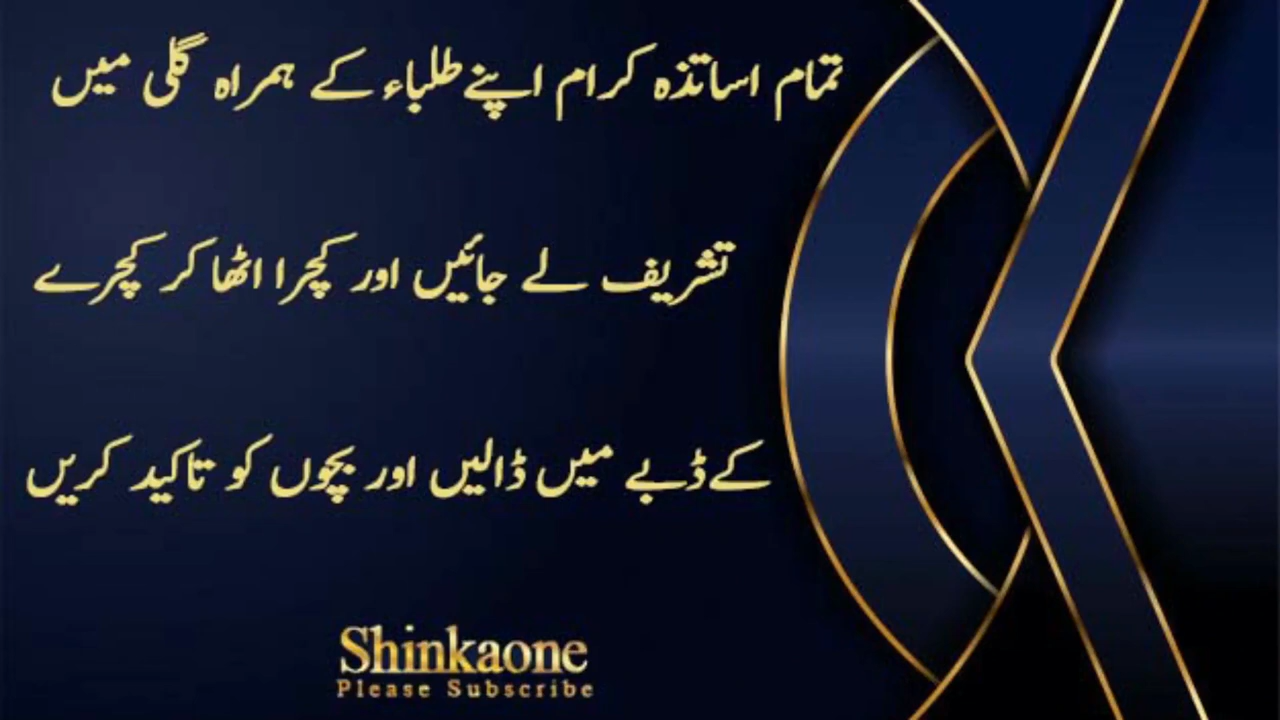 تمام اساتذہ کرام اپنے طلباء کے ہمراہ گلی میں
تشریف لے جائیں اور کچرا اٹھا کر کچرے
کے ڈبے میں ڈالیں اور بچوں کو تاکید کریں
Shinkaone
Please Subscribe